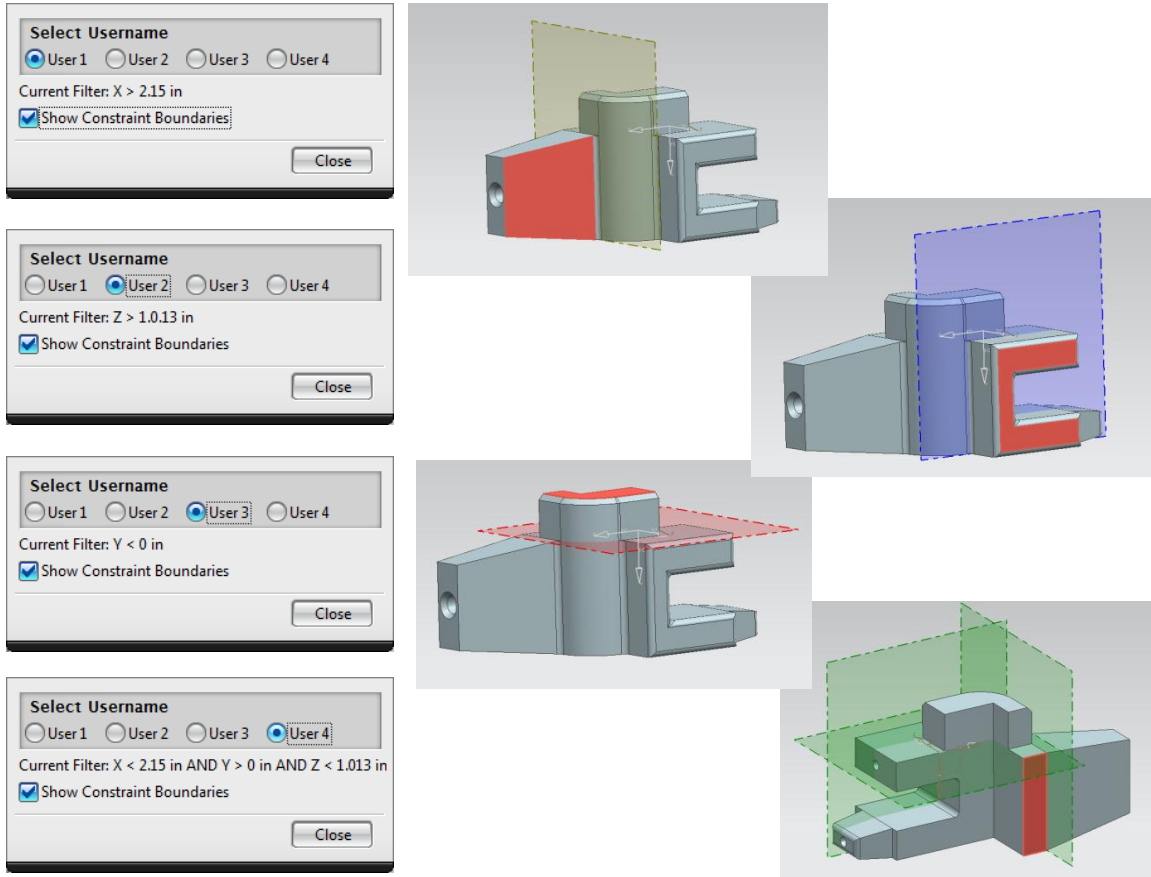 Select Username
User 1 User 2 User 3 User 4
Current Filter: X > 2.15 in
Show Constraint Boundaries
Close
Select Username
User 1 User 2 User 3 User 4
Current Filter: Z > 1.0.13 in
Show Constraint Boundaries
Close
Select Username
User 1 User 2 User 3 User 4
Current Filter: Y < 0 in
Show Constraint Boundaries
Close
Select Username
User 1 User 2 User 3 User 4
Current Filter: X < 2.15 in AND Y > 0 in AND Z < 1.013 in
Show Constraint Boundaries
Close